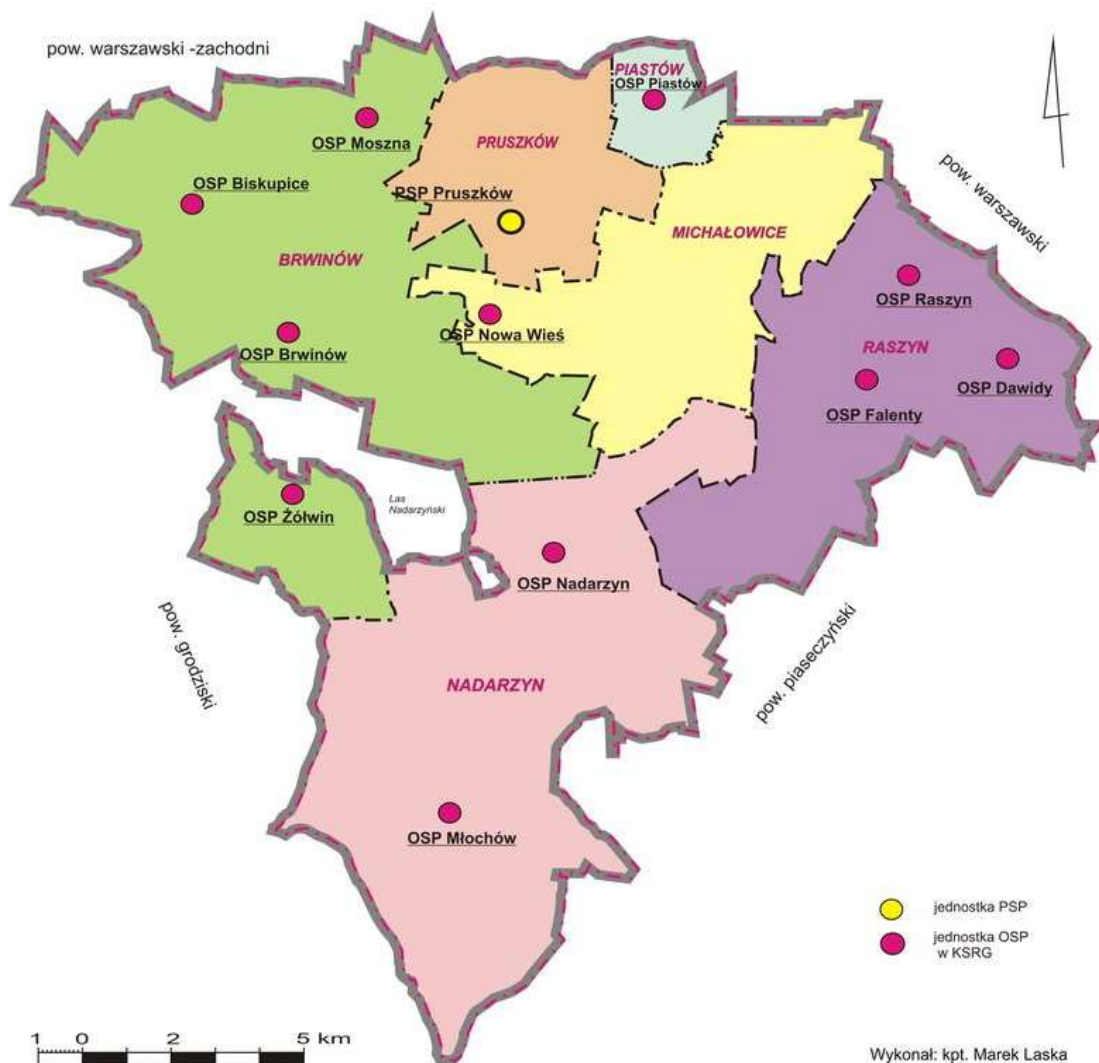 pow. warszawski -zachodni
PIASTÓW
OSP Piastów
OSP Moszna
PRUSZKÓW
OSP Biskupice
PSP Pruszków
pow. warszawski
MICHAŁOWICE
BRWINÓW
OSP Raszyn
OSP Nowa Wieś
OSP Brwinów
RASZYN
OSP Dawidy
OSP Falenty
Las
Nadarzyński
OSP Żółwin
OSP Nadarzyn
pow. grodziski
pow. piaseczyński
NADARZYN
OSP Młochów
jednostka PSP
jednostka OSP
w KSRG
1 0 2 5 km
Wykonał: kpt. Marek Laska